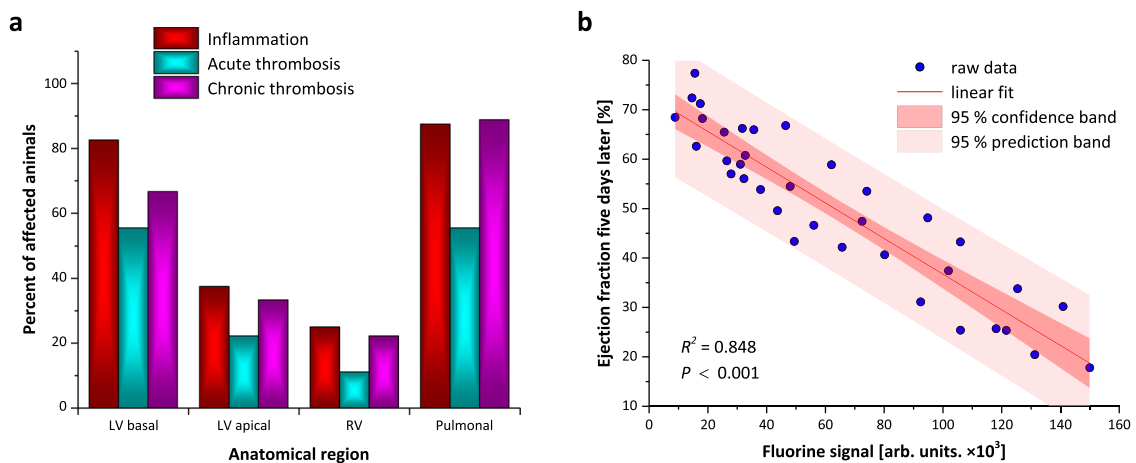 a
Inflammation
Acute thrombosis
Chronic thrombosis
Percent of affected animals
100
80
60
40
20
0
LV basal
LV apical
RV
Pulmonal
Anatomical region
b
raw data
linear fit
95 % confidence band
95 % prediction band
Ejection fraction five days later [%]
80
70
60
50
40
30
20
10
R² = 0.848
P < 0.001
0 20 40 60 80 100 120 140 160
Fluorine signal [arb. units. ×10³]